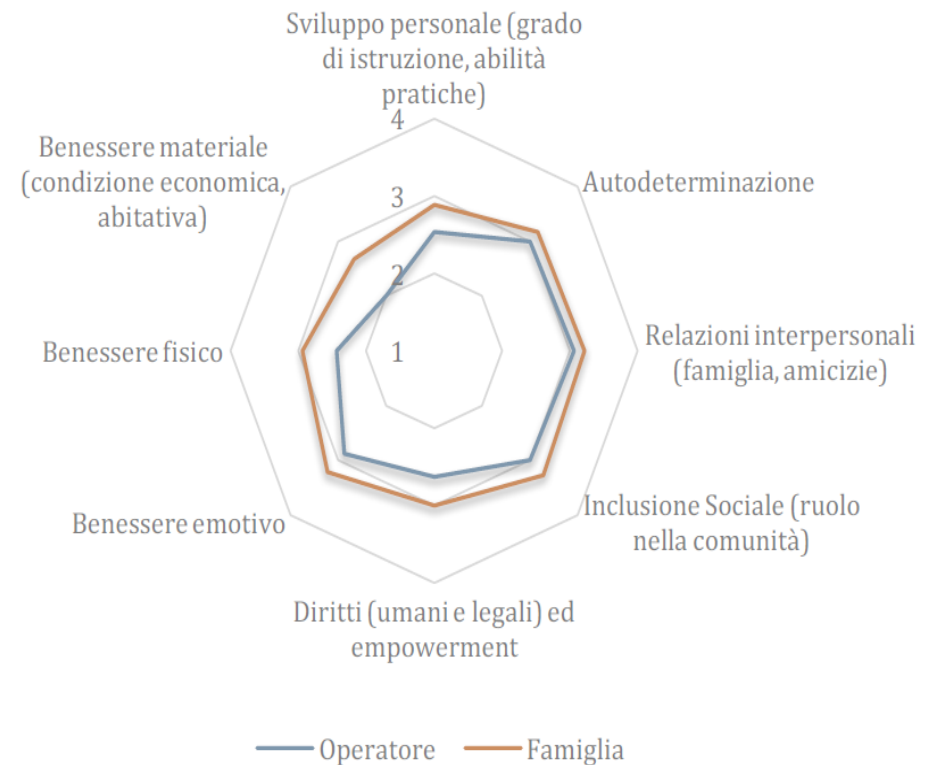 Sviluppo personale (grado
di istruzione, abilità
pratiche)
4
Benessere materiale
(condizione economica,
abitativa)
3
Autodeterminazione
2
Benessere fisico
1
Relazioni interpersonali
(famiglia, amicizie)
Benessere emotivo
Inclusione Sociale (ruolo
nella comunità)
Diritti (umani e legali) ed
empowerment
Operatore
Famiglia